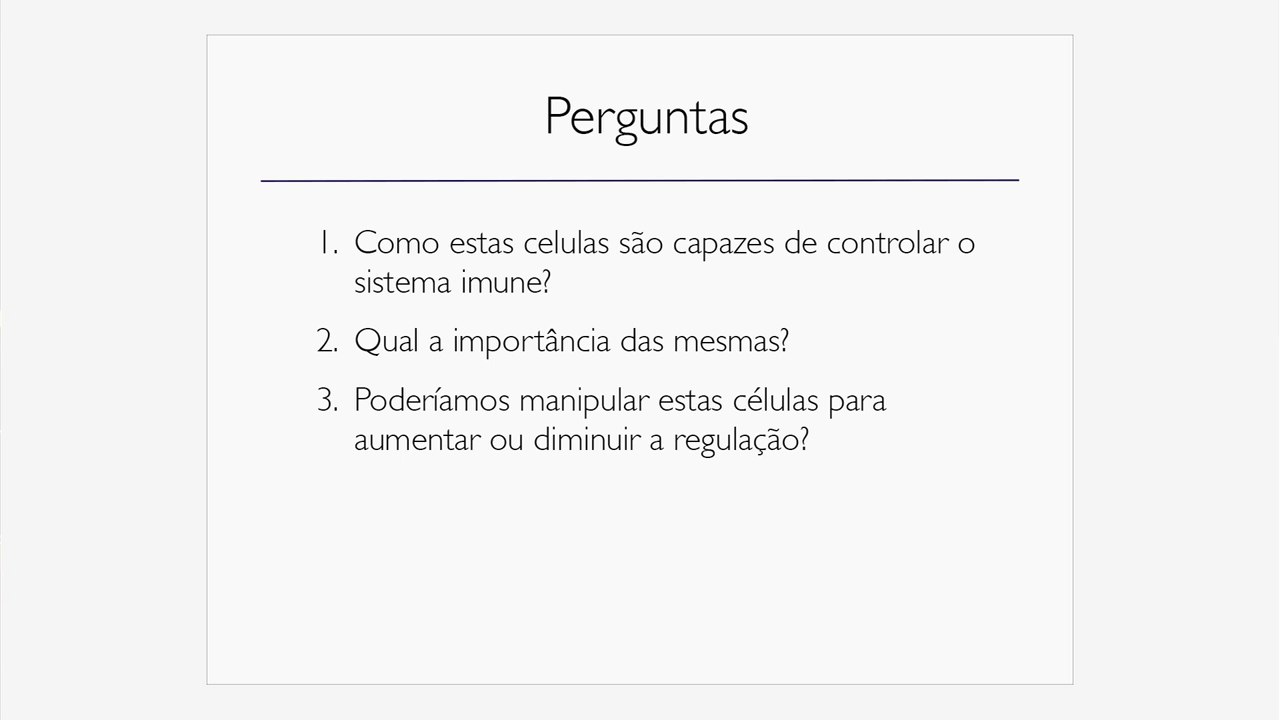 Perguntas
1. Como estas celulas são capazes de controlar o
sistema imune?
2. Qual a importância das mesmas?
3. Poderíamos manipular estas células para
aumentar ou diminuir a regulação?